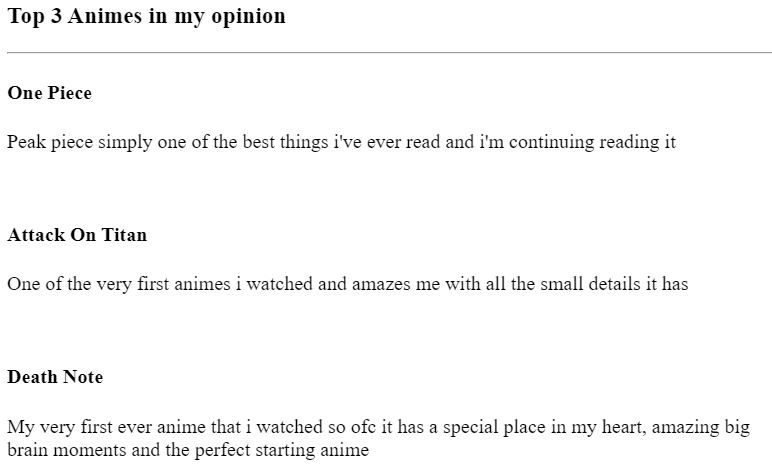 Top 3 Animes in my opinion
One Piece
Peak piece simply one of the best things i've ever read and i'm continuing reading it
Attack On Titan
One of the very first animes i watched and amazes me with all the small details it has
Death Note
My very first ever anime that i watched so ofc it has a special place in my heart, amazing big
brain moments and the perfect starting anime